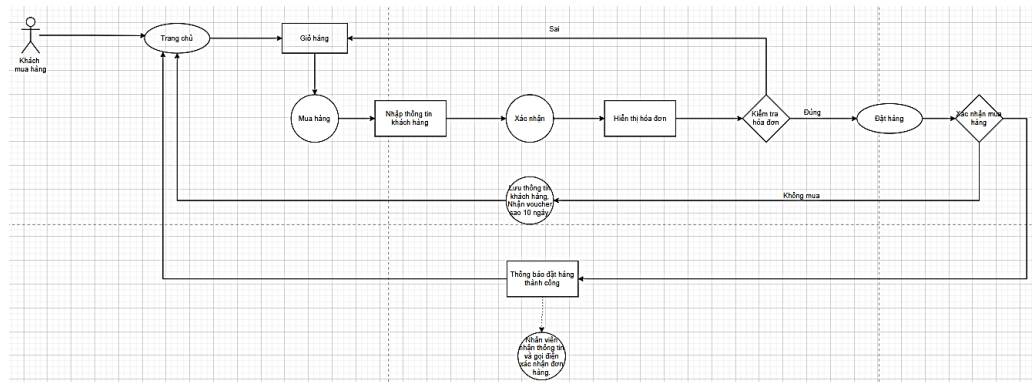 Sai
Trang chủ
Giỏ hàng
Khách
mua hàng
Mua hàng
Nhập thông tin
khách hàng
Xác nhận
Hiển thị hóa đơn
Kiểm tra
hóa đơn
Đúng
Đặt hàng
Xác nhận mua
hàng
Lưu thông tin
khách hàng,
Nhận voucher
sao 10 ngày
Không mua
Thông báo đặt hàng
thành công
Nhân viên
nhận thông tin
và gọi điện
xác nhận đơn
hàng.